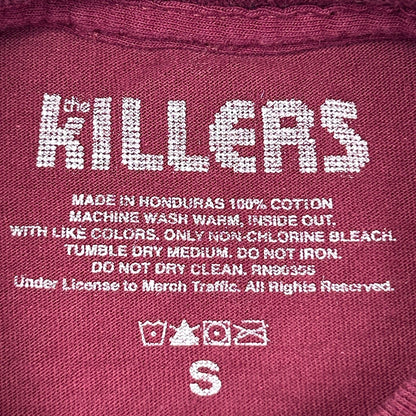 the
KILLERS
MADE IN HONDURAS 100% COTTON
MACHINE WASH WARM, INSIDE OUT.
WITH LIKE COLORS. ONLY NON-CHLORINE BLEACH.
TUMBLE DRY MEDIUM. DO NOT IRON.
DO NOT DRY CLEAN. RN90355
Under License to Merch Traffic. All Rights Reserved.
S